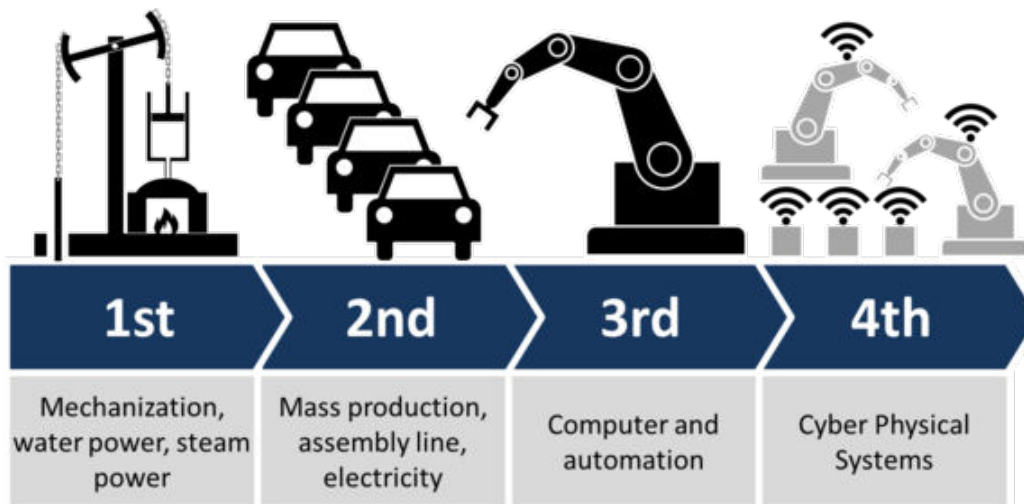 1st
2nd
3rd
4th
Mechanization,
water power, steam
power
Mass production,
assembly line,
electricity
Computer and
automation
Cyber Physical
Systems